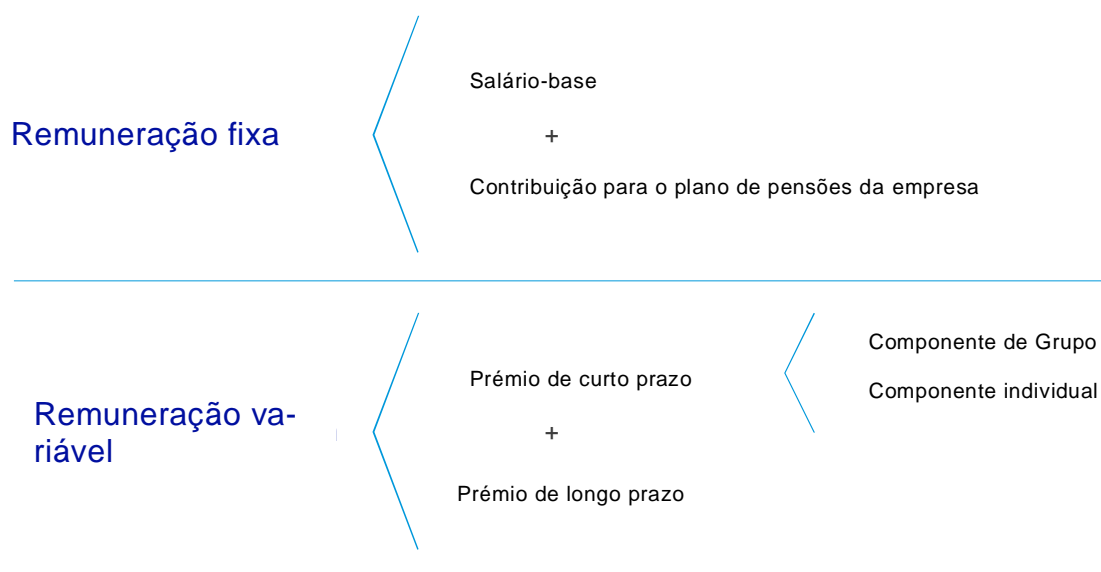 Remuneração fixa
Salário-base
+
Contribuição para o plano de pensões da empresa
Remuneração va-
riável
Prémio de curto prazo
+
Prémio de longo prazo
Componente de Grupo
Componente individual